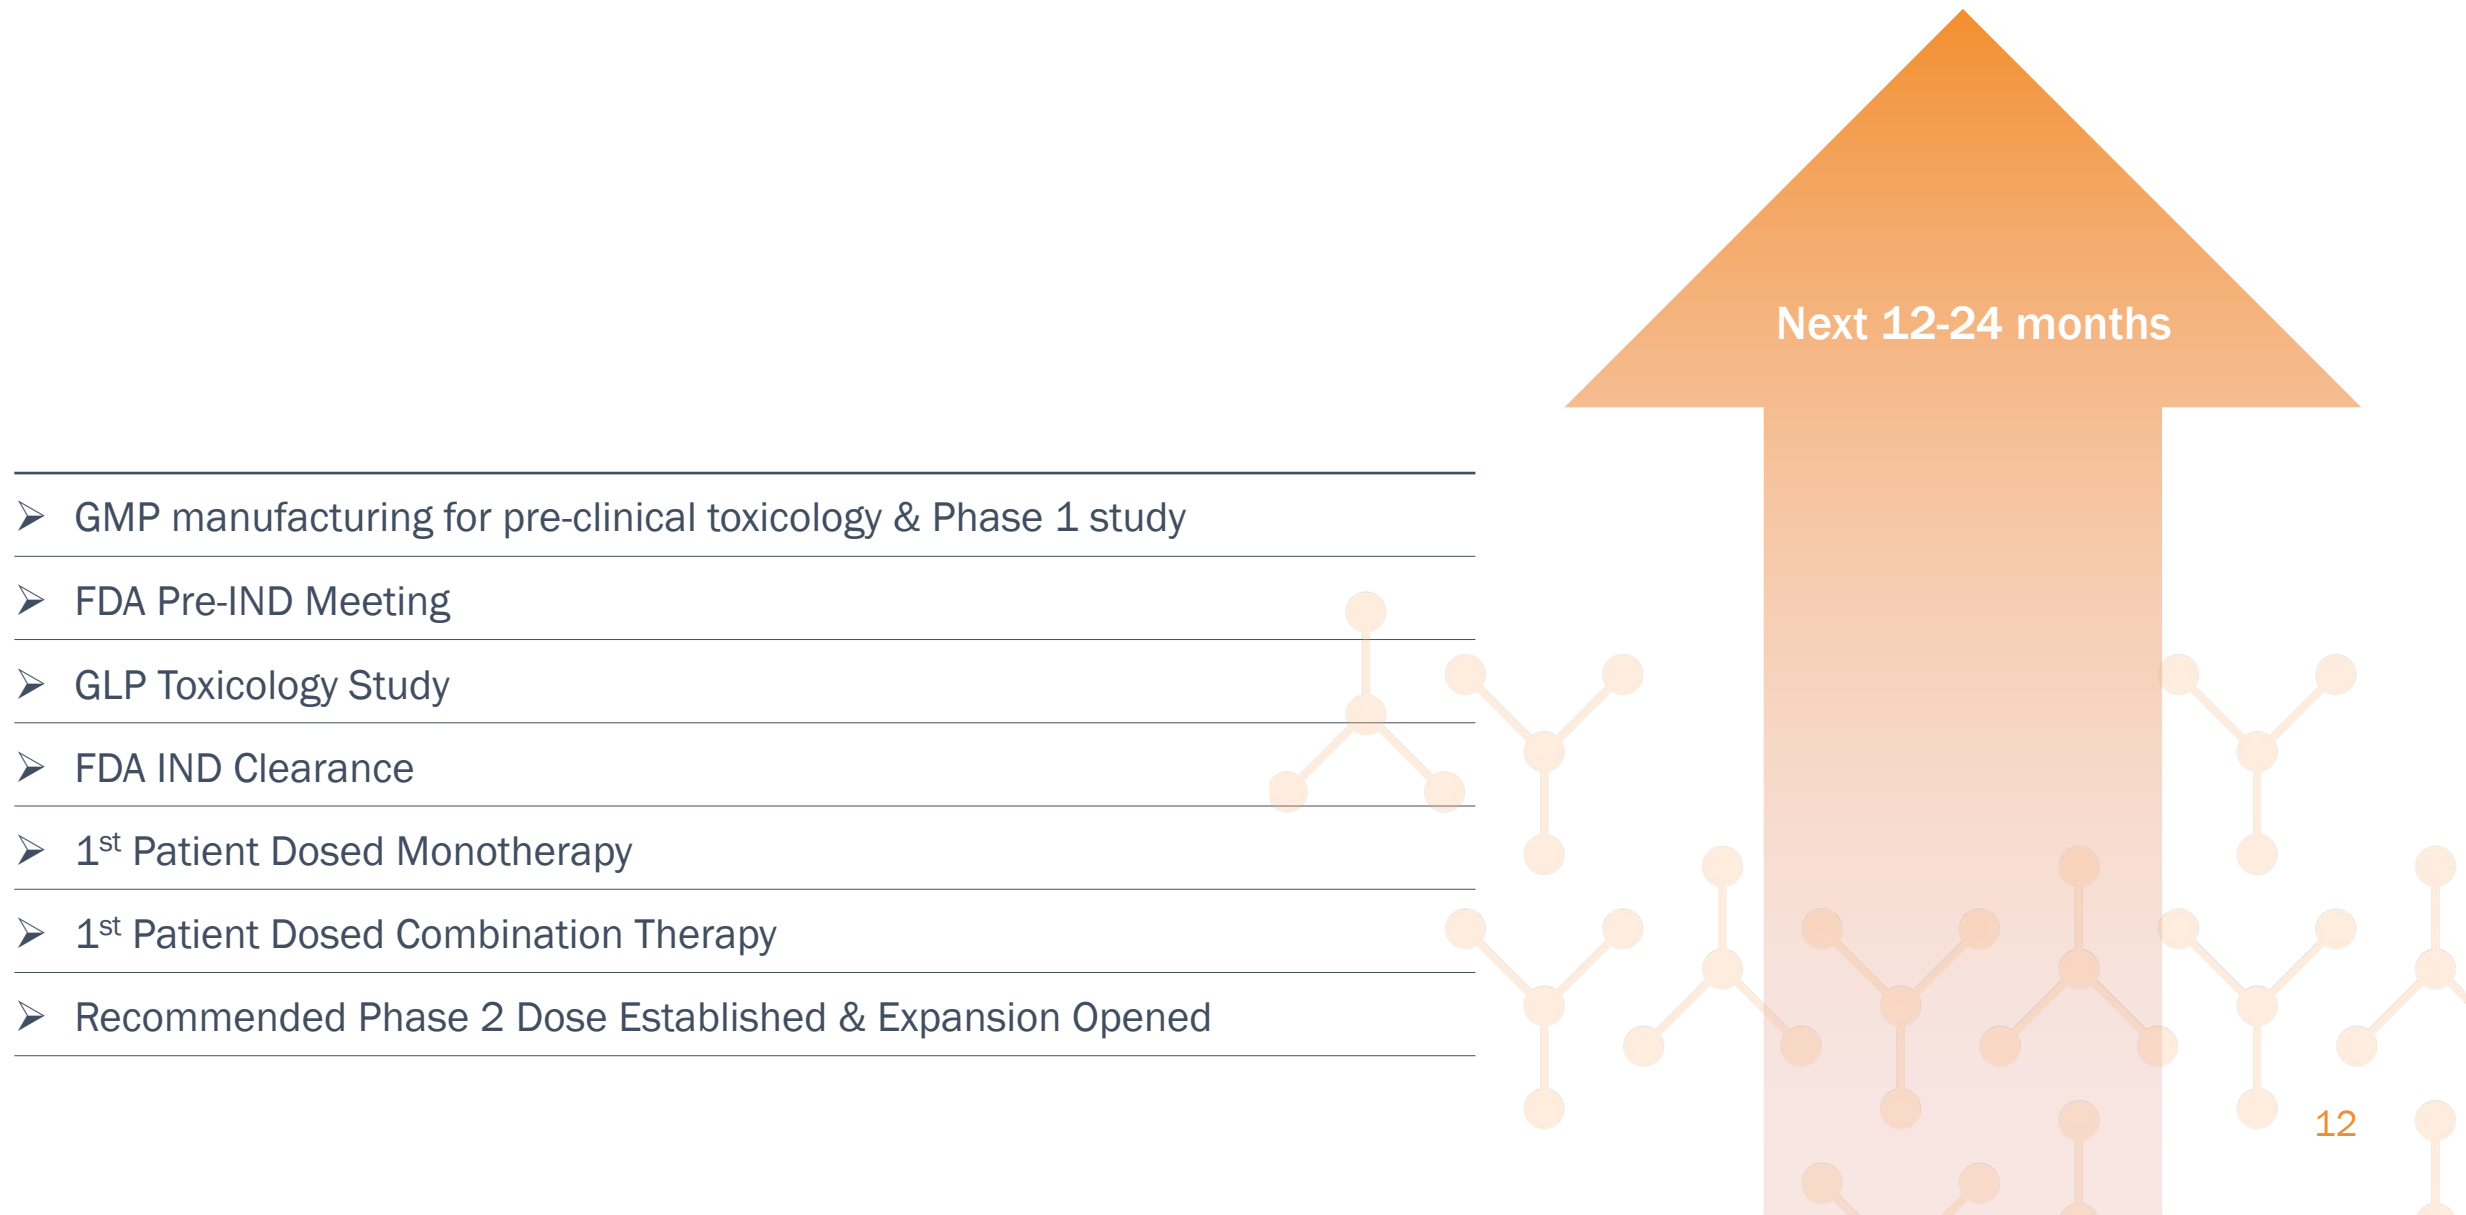 Next 12-24 months
➢ GMP manufacturing for pre-clinical toxicology & Phase 1 study
➢ FDA Pre-IND Meeting
➢ GLP Toxicology Study
➢ FDA IND Clearance
➢ 1st Patient Dosed Monotherapy
➢ 1st Patient Dosed Combination Therapy
➢ Recommended Phase 2 Dose Established & Expansion Opened
12